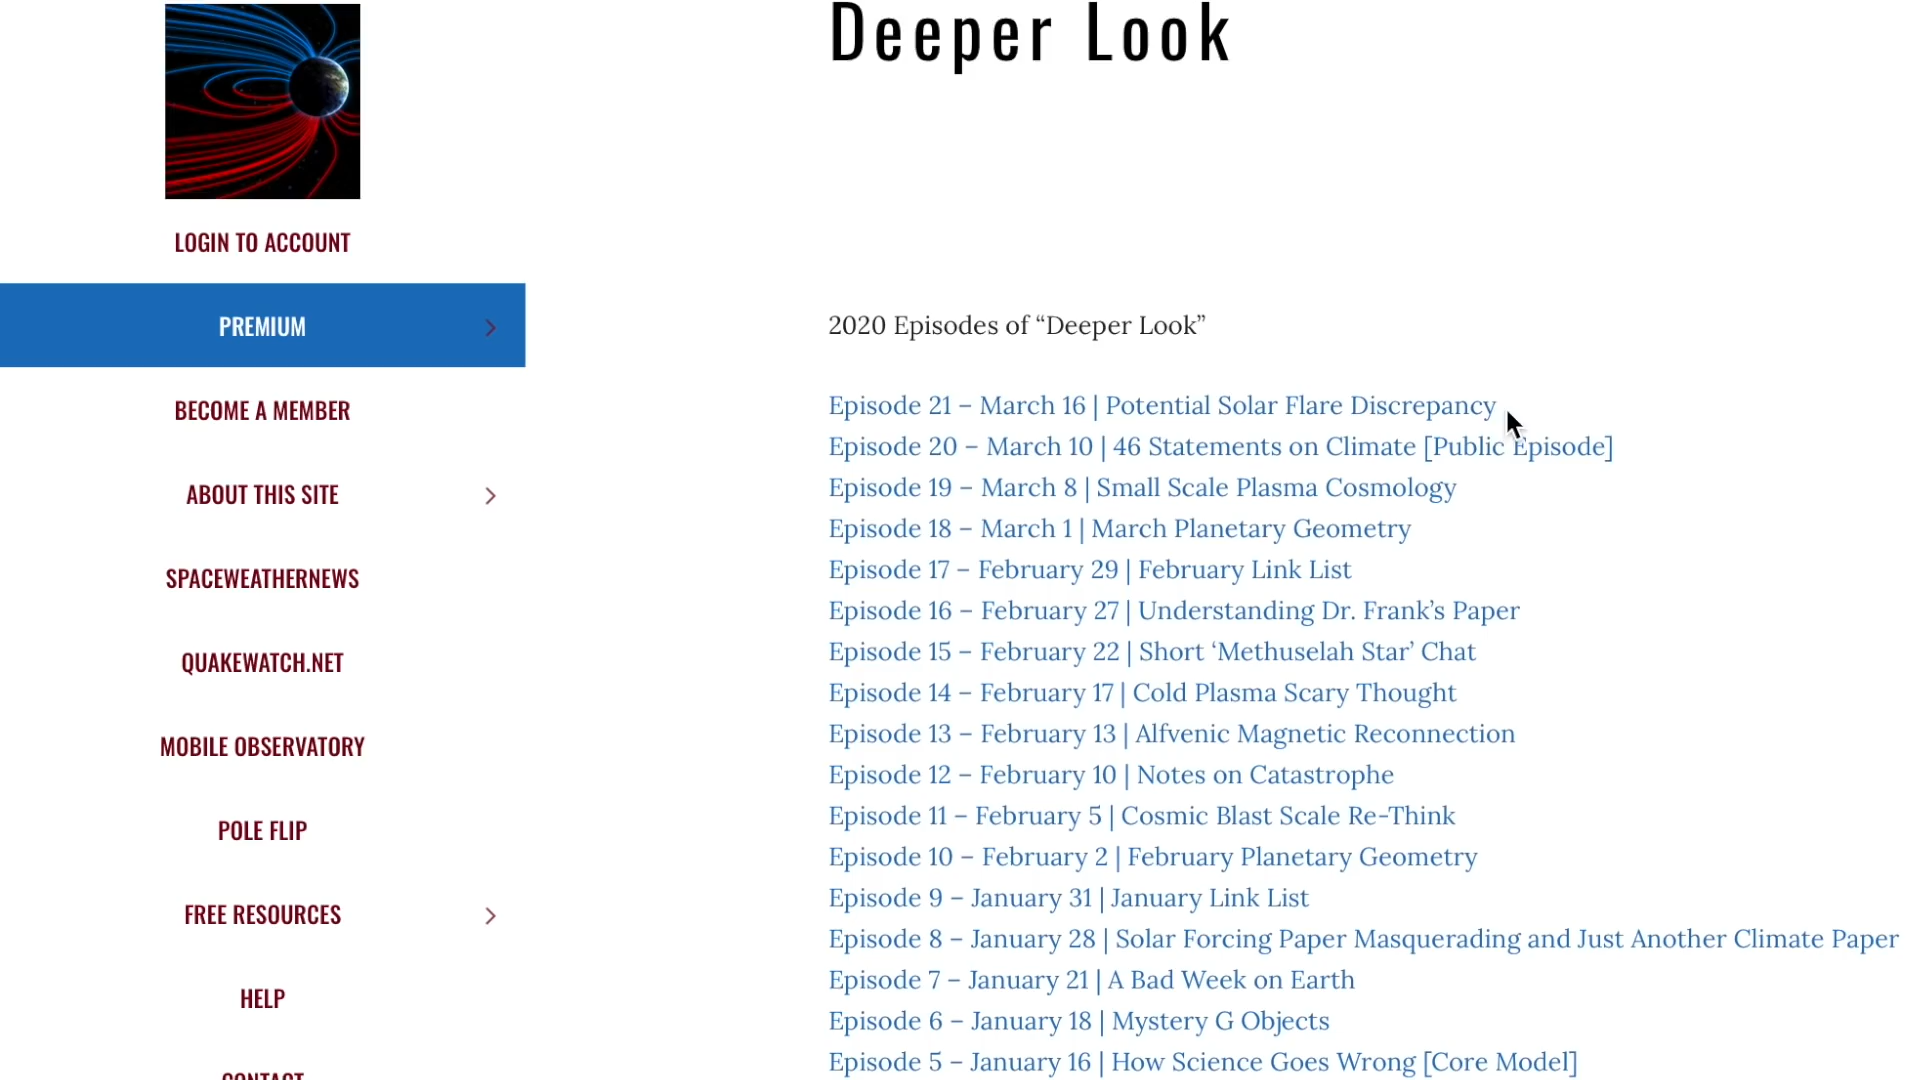 Deeper Look
LOGIN TO ACCOUNT
PREMIUM
BECOME A MEMBER
ABOUT THIS SITE
SPACEWEATHERNEWS
QUAKEWATCH.NET
MOBILE OBSERVATORY
POLE FLIP
FREE RESOURCES
HELP
CONTACT
2020 Episodes of “Deeper Look”
Episode 21 – March 16 | Potential Solar Flare Discrepancy
Episode 20 – March 10 | 46 Statements on Climate [Public Episode]
Episode 19 – March 8 | Small Scale Plasma Cosmology
Episode 18 – March 1 | March Planetary Geometry
Episode 17 – February 29 | February Link List
Episode 16 – February 27 | Understanding Dr. Frank’s Paper
Episode 15 – February 22 | Short ‘Methuselah Star’ Chat
Episode 14 – February 17 | Cold Plasma Scary Thought
Episode 13 – February 13 | Alfvenic Magnetic Reconnection
Episode 12 – February 10 | Notes on Catastrophe
Episode 11 – February 5 | Cosmic Blast Scale Re-Think
Episode 10 – February 2 | February Planetary Geometry
Episode 9 – January 31 | January Link List
Episode 8 – January 28 | Solar Forcing Paper Masquerading and Just Another Climate Paper
Episode 7 – January 21 | A Bad Week on Earth
Episode 6 – January 18 | Mystery G Objects
Episode 5 – January 16 | How Science Goes Wrong [Core Model]